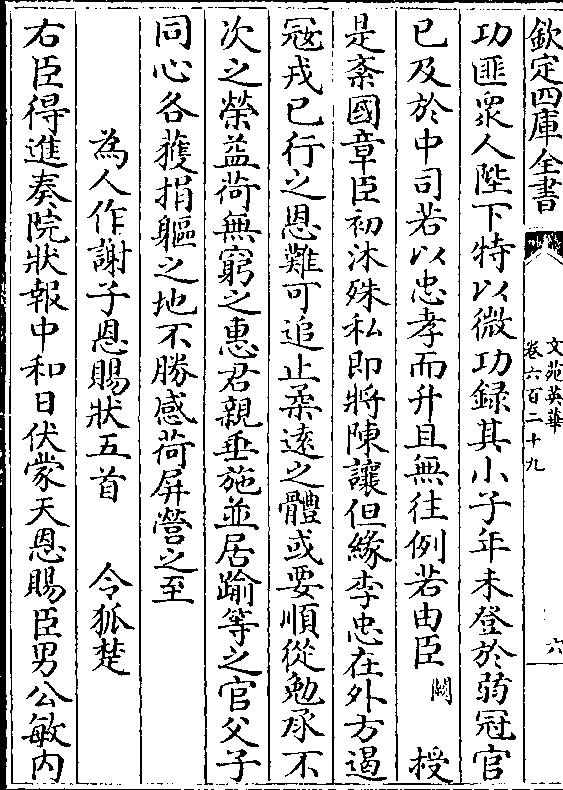 欽定四庫全書
文苑英華
卷六百二十九
六
功匪衆人陛下特以微功録其小子年未登於弱冠官
已及於中司若以忠孝而升且無往例若由臣闕授
是紊國章臣初沐殊私即將陳讓但緣李忠在外方遏
冦戎已行之恩難可追止柔逺之體或要順從勉承不
次之榮益荷無窮之惠君親垂施並居踰等之官父子
同心各獲捐軀之地不勝感荷屏營之至
為人作謝子恩賜狀五首 令狐楚
右臣得進奏院狀報中和日伏蒙天恩賜臣男公敏内